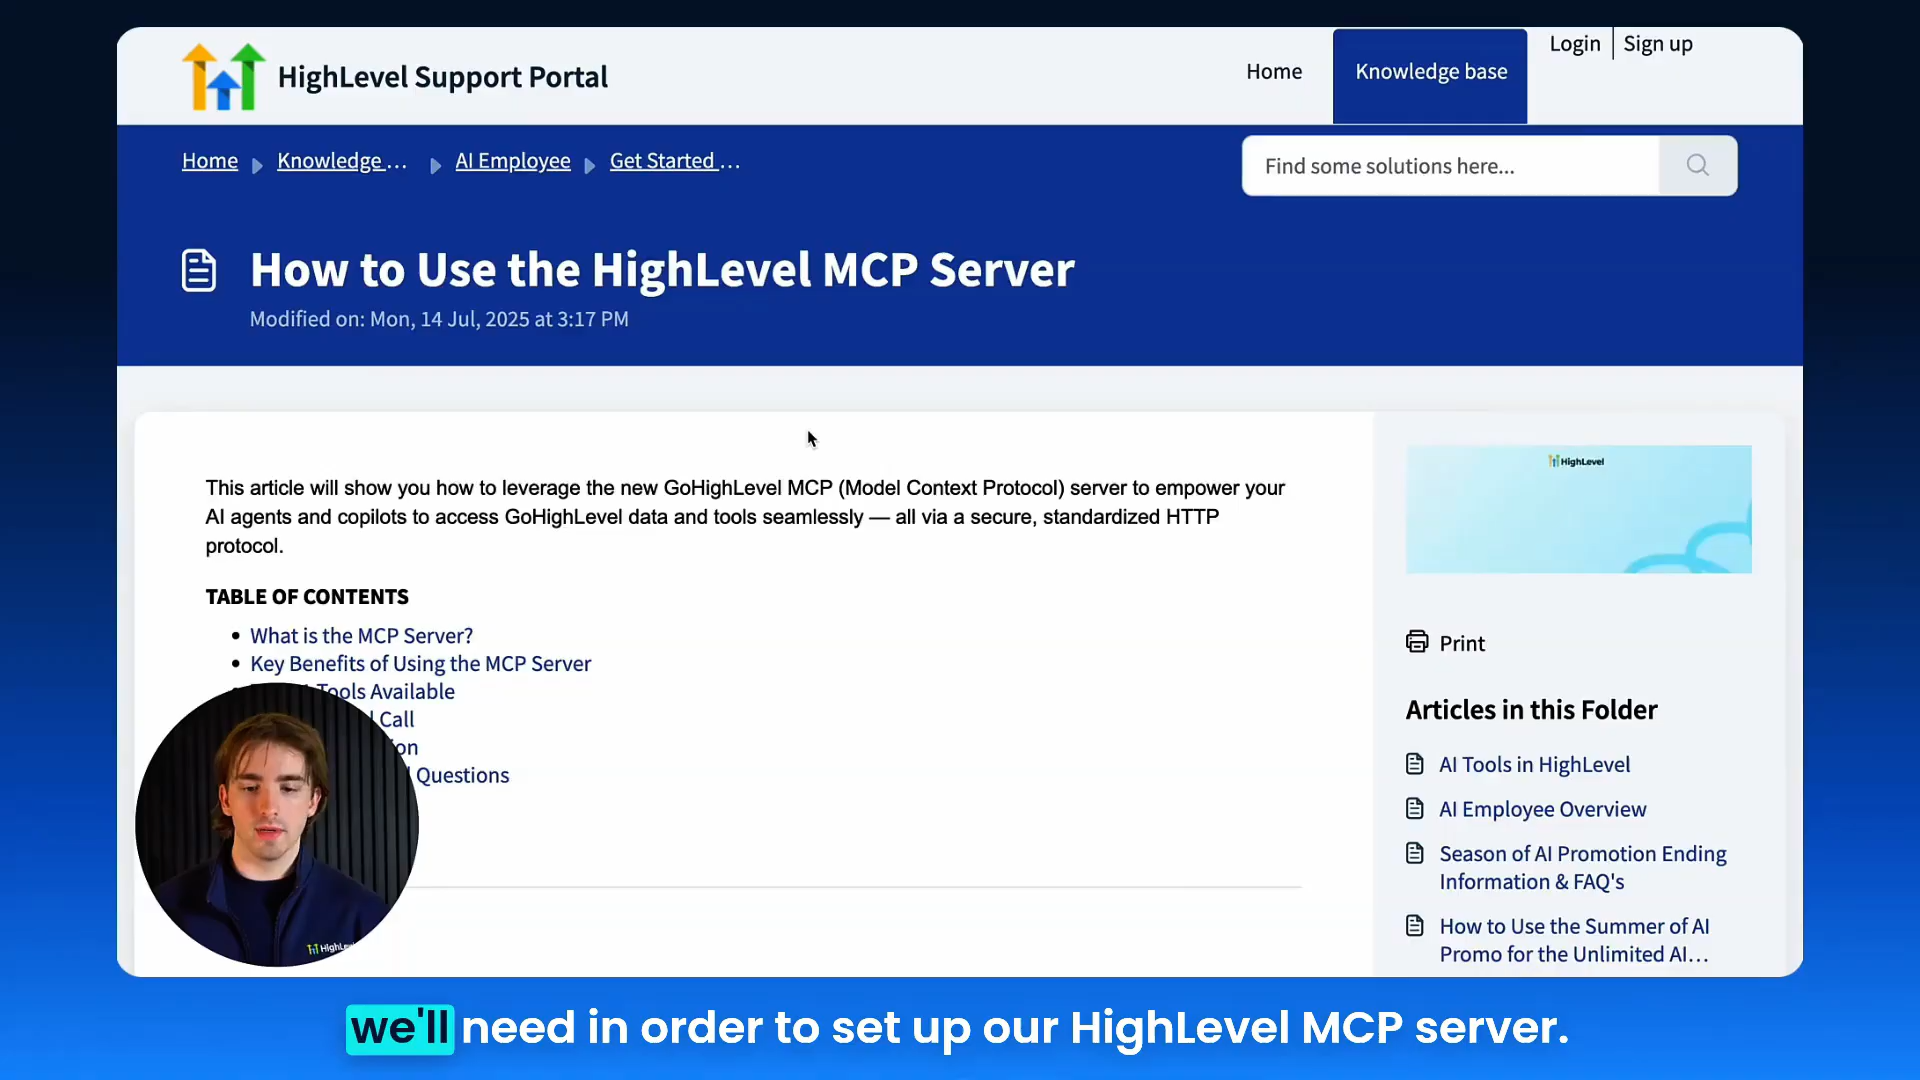 HighLevel Support Portal
Home
Knowledge base
Login
Sign up
Home
Knowledge ...
AI Employee
Get Started ...
Find some solutions here...
How to Use the HighLevel MCP Server
Modified on: Mon, 14 Jul, 2025 at 3:17 PM
This article will show you how to leverage the new GoHighLevel MCP (Model Context Protocol) server to empower your
AI agents and copilots to access GoHighLevel data and tools seamlessly — all via a secure, standardized HTTP
protocol.
TABLE OF CONTENTS
• What is the MCP Server?
• Key Benefits of Using the MCP Server
Tools Available
Call
Questions
HighLevel
Print
Articles in this Folder
AI Tools in HighLevel
AI Employee Overview
Season of AI Promotion Ending
Information & FAQ's
How to Use the Summer of AI
Promo for the Unlimited AI...
we'll need in order to set up our HighLevel MCP server.